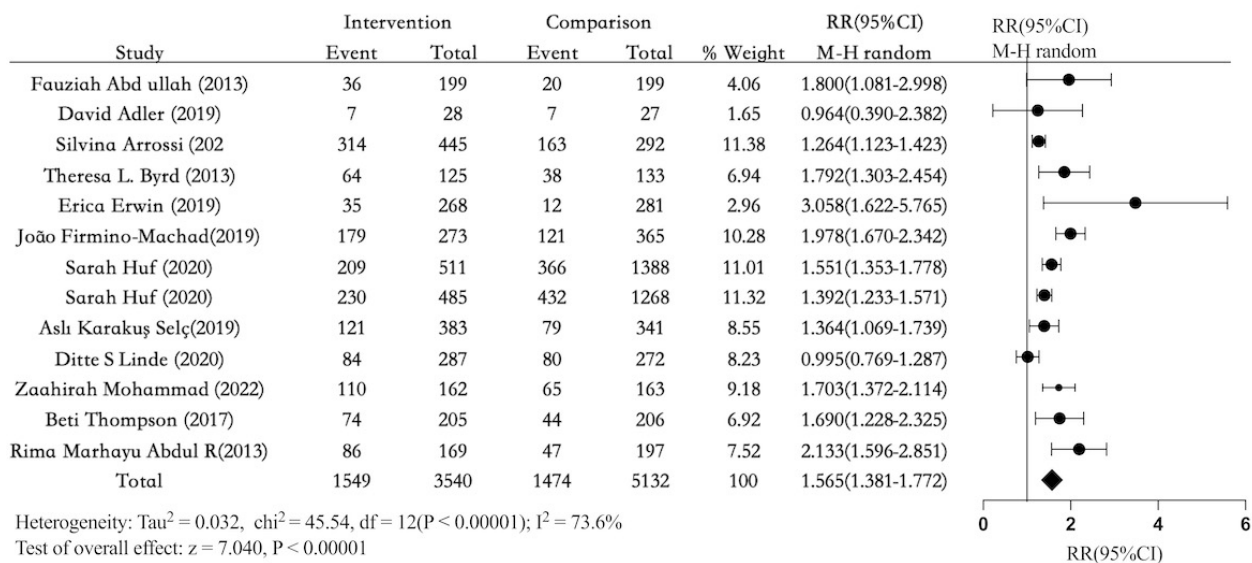 Intervention Comparison RR(95%CI) RR(95%CI)
Study Event Total Event Total % Weight M-H random M-H random
Fauziah Abd ullah (2013) 36 199 20 199 4.06 1.800(1.081-2.998)
David Adler (2019) 7 28 7 27 1.65 0.964(0.390-2.382)
Silvina Arrossi (202 314 445 163 292 11.38 1.264(1.123-1.423)
Theresa L. Byrd (2013) 64 125 38 133 6.94 1.792(1.303-2.454)
Erica Erwin (2019) 35 268 12 281 2.96 3.058(1.622-5.765)
João Firmino-Machad(2019) 179 273 121 365 10.28 1.978(1.670-2.342)
Sarah Huf (2020) 209 511 366 1388 11.01 1.551(1.353-1.778)
Sarah Huf (2020) 230 485 432 1268 11.32 1.392(1.233-1.571)
Aslı Karakuş Selç(2019) 121 383 79 341 8.55 1.364(1.069-1.739)
Ditte S Linde (2020) 84 287 80 272 8.23 0.995(0.769-1.287)
Zaahirah Mohammad (2022) 110 162 65 163 9.18 1.703(1.372-2.114)
Beti Thompson (2017) 74 205 44 206 6.92 1.690(1.228-2.325)
Rima Marhayu Abdul R(2013) 86 169 47 197 7.52 2.133(1.596-2.851)
Total 1549 3540 1474 5132 100 1.565(1.381-1.772)
Heterogeneity: Tau² = 0.032, chi² = 45.54, df = 12(P < 0.00001); I² = 73.6%
Test of overall effect: z = 7.040, P < 0.00001
0 2 4 6
RR(95%CI)